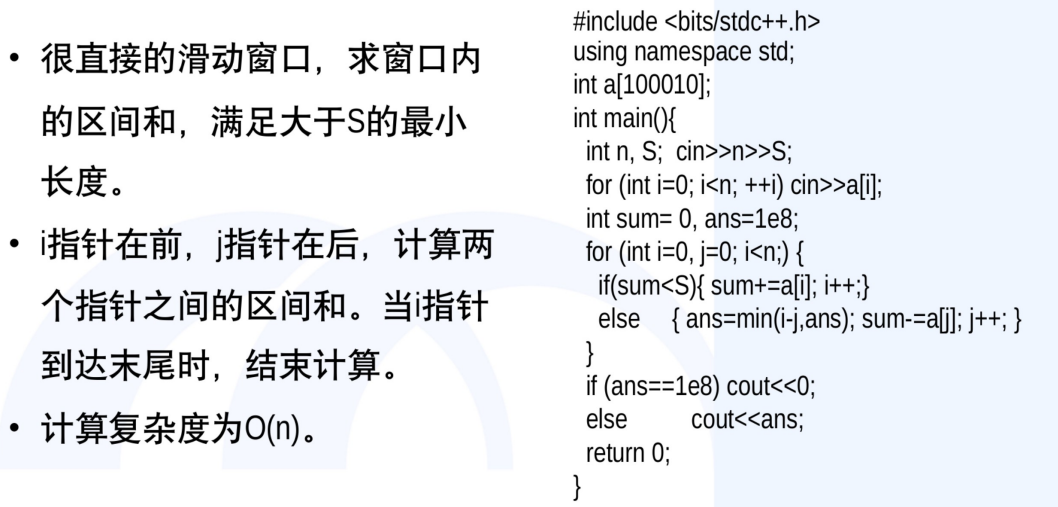 • 很直接的滑动窗口，求窗口内
的区间和，满足大于S的最小
长度。
• i指针在前，j指针在后，计算两
个指针之间的区间和。当i指针
到达末尾时，结束计算。
• 计算复杂度为O(n)。
#include <bits/stdc++.h>
using namespace std;
int a[100010];
int main(){
int n, S; cin>>n>>S;
for (int i=0; i<n; ++i) cin>>a[i];
int sum= 0, ans=1e8;
for (int i=0, j=0; i<n;) {
if(sum<S){ sum+=a[i]; i++;}
else { ans=min(i-j,ans); sum-=a[j]; j++; }
}
if (ans==1e8) cout<<0;
else cout<<ans;
return 0;
}